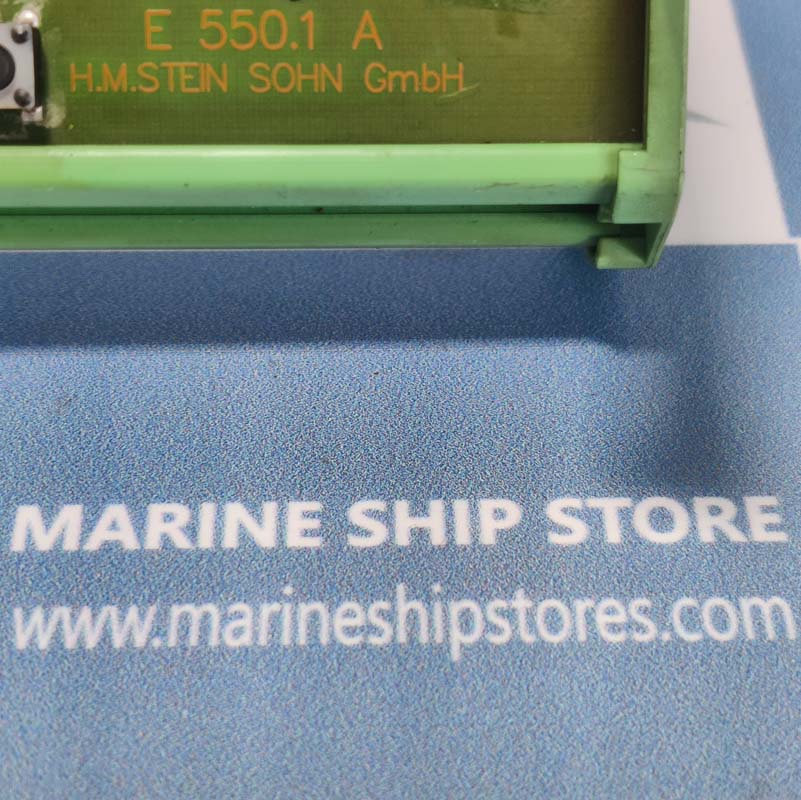 E 550.1 A
H.M.STEIN SOHN GmbH
MARINE SHIP STORE
www.marineshipstores.com